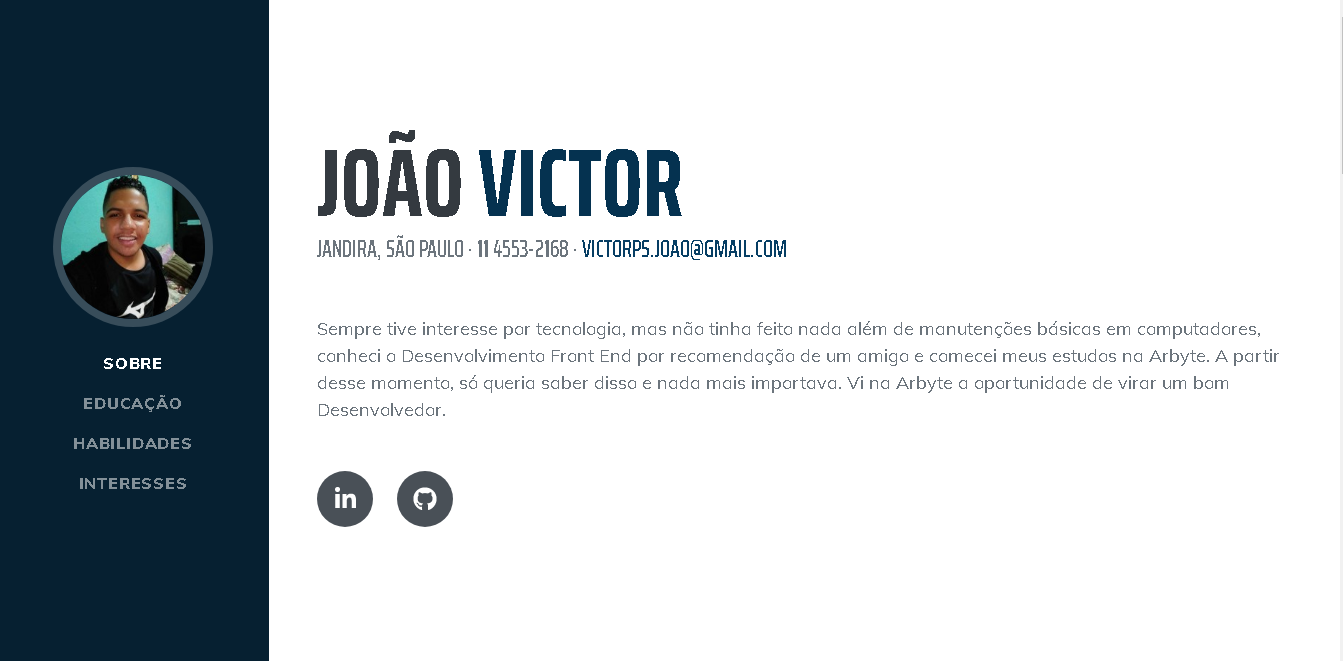 SOBRE
EDUCAÇÃO
HABILIDADES
INTERESSES
JOÃO VICTOR
JANDIRA, SÃO PAULO · 11 4553-2168 · VICTORPS.JOAO@GMAIL.COM
Sempre tive interesse por tecnologia, mas não tinha feito nada além de manutenções básicas em computadores,
conheci o Desenvolvimento Front End por recomendação de um amigo e comecei meus estudos na Arbyte. A partir
desse momento, só queria saber disso e nada mais importava. Vi na Arbyte a oportunidade de virar um bom
Desenvolvedor.
in